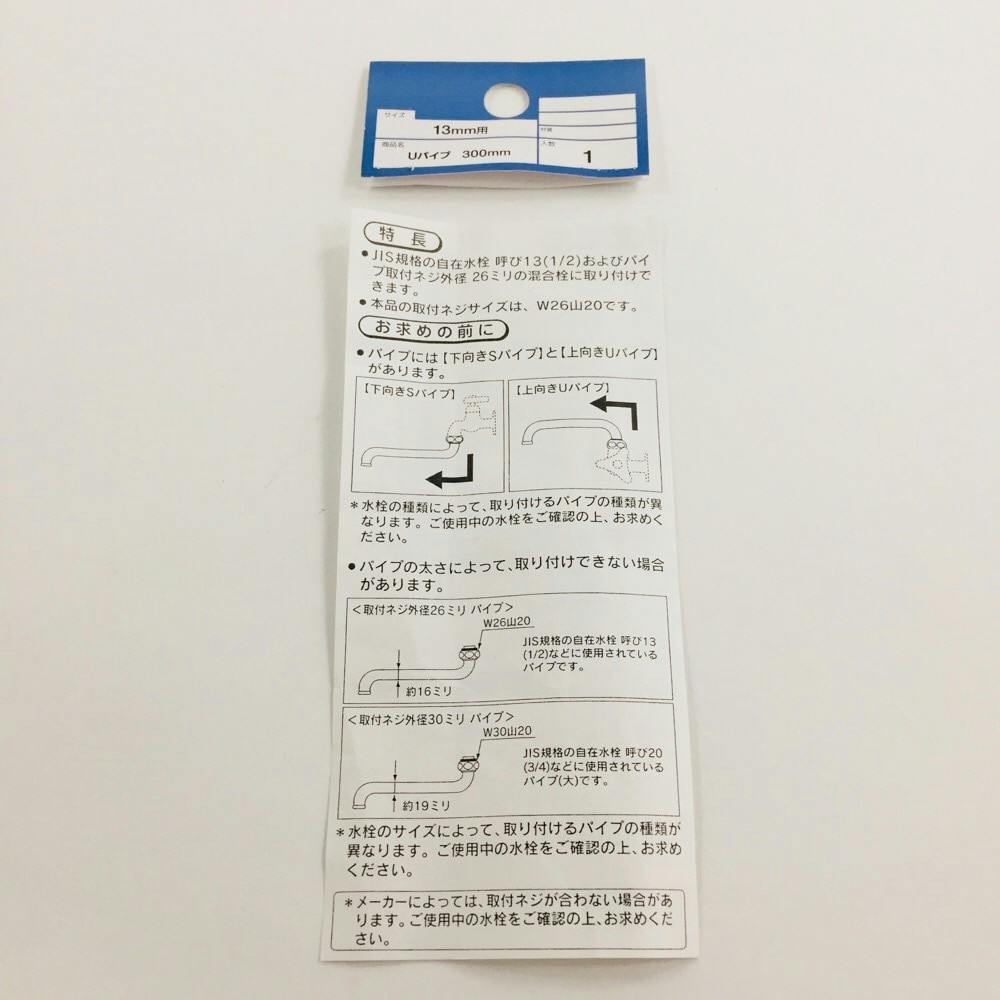 サイズ
13mm用
商品名
Uパイプ 300mm
材質
入数
1
特長
●JIS規格の自在水栓 呼び13(1/2)およびパイ
プ取付ネジ外径 26ミリの混合栓に取り付けで
きます。
●本品の取付ネジサイズは、W26山20です。
お求めの前に
●パイプには【下向きSパイプ】と【上向きUパイプ】
があります。
【下向きSパイプ】
【上向きUパイプ】
＊水栓の種類によって、取り付けるパイプの種類が異
なります。ご使用中の水栓をご確認の上、お求めく
ださい。
●パイプの太さによって、取り付けできない場合
があります。
＜取付ネジ外径26ミリ パイプ＞
W26山20
JIS規格の自在水栓 呼び13
(1/2)などに使用されている
パイプです。
約16ミリ
＜取付ネジ外径30ミリ パイプ＞
W30山20
JIS規格の自在水栓 呼び20
(3/4)などに使用されている
パイプ(大)です。
約19ミリ
＊水栓のサイズによって、取り付けるパイプの種類が
異なります。ご使用中の水栓をご確認の上、お求め
ください。
＊メーカーによっては、取付ネジが合わない場合があ
ります。ご使用中の水栓をご確認の上、お求めくだ
さい。